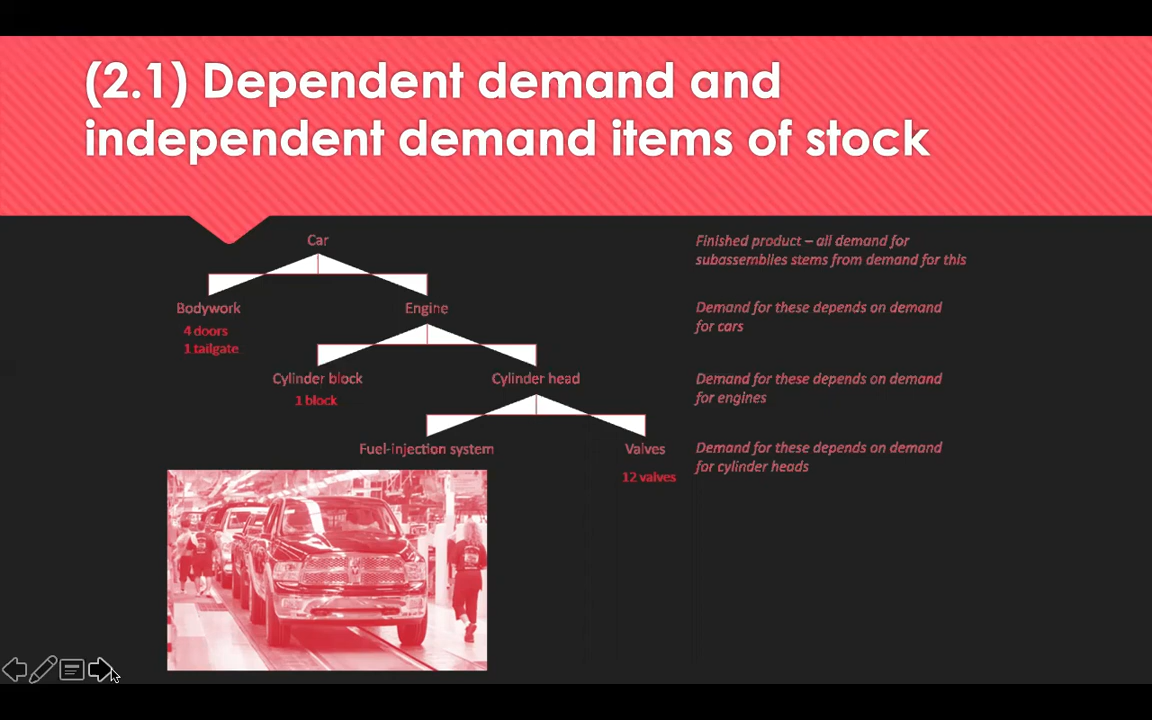 (2.1) Dependent demand and
independent demand items of stock
Car
Finished product – all demand for
subassemblies stems from demand for this
Bodywork
Engine
Demand for these depends on demand
for cars
4 doors
1 tailgate
Cylinder block
Cylinder head
Demand for these depends on demand
for engines
1 block
Fuel-injection system
Valves
Demand for these depends on demand
for cylinder heads
12 valves